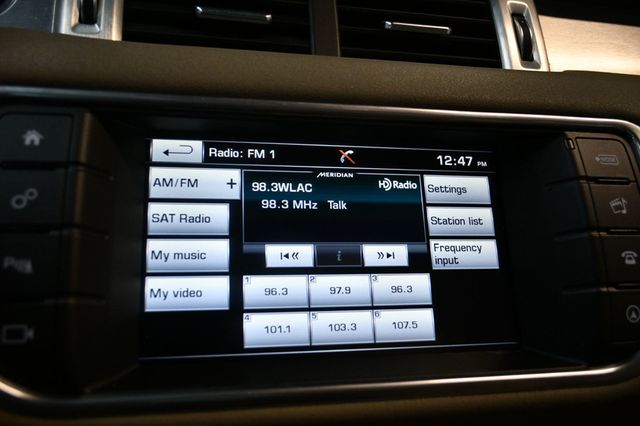 Radio: FM 1
12:47 PM
MERIDIAN
AM/FM +
98.3WLAC HD Radio
98.3 MHz Talk
Settings
SAT Radio
Station list
My music
i
Frequency
input
My video
1 96.3 2 97.9 3 96.3
4 101.1 5 103.3 6 107.5
MODE